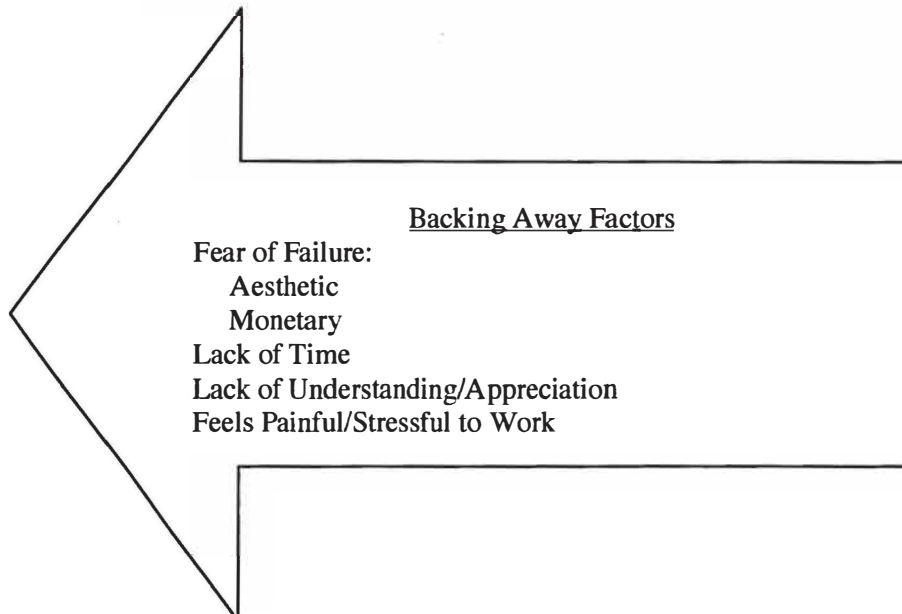 Backing Away Factors
Fear of Failure:
Aesthetic
Monetary
Lack of Time
Lack of Understanding/Appreciation
Feels Painful/Stressful to Work